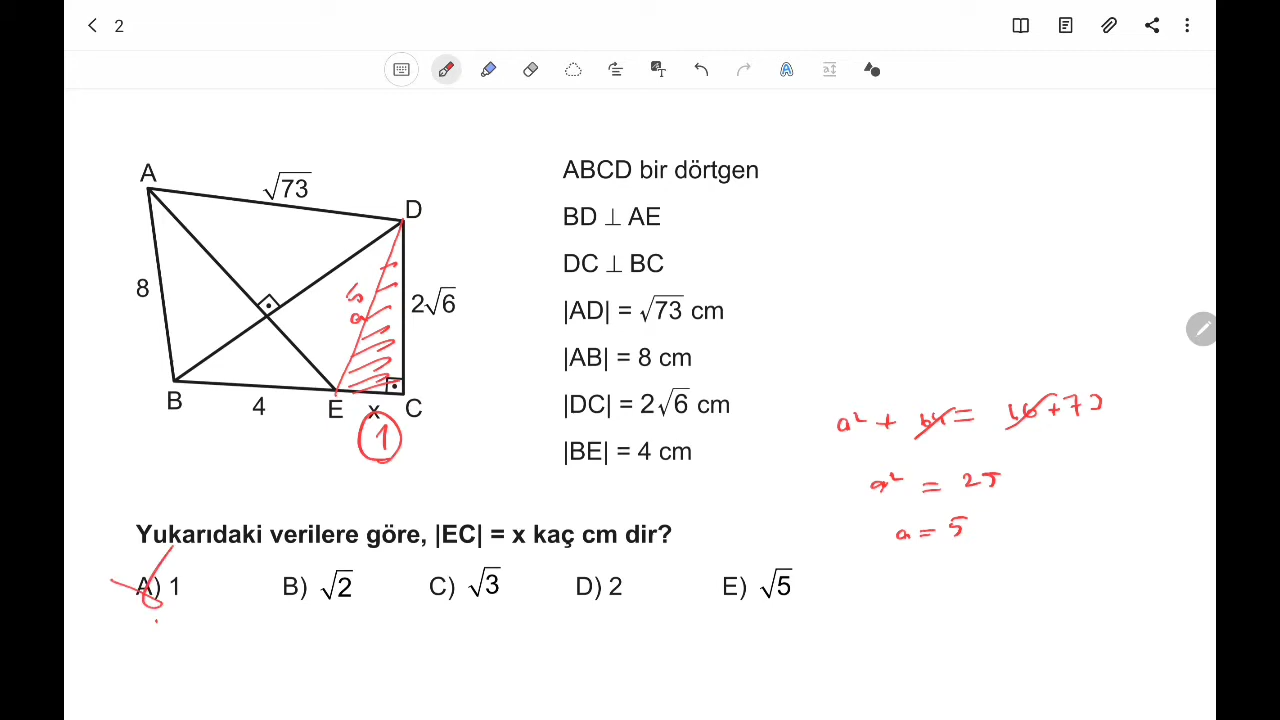 2
A
√73
D
8
5
a
2√6
B
4
E
x
C
1
ABCD bir dörtgen
BD ⊥ AE
DC ⊥ BC
|AD| = √73 cm
|AB| = 8 cm
|DC| = 2√6 cm
|BE| = 4 cm
a² + 64 = 16 + 73
a² = 25
a = 5
Yukarıdaki verilere göre, |EC| = x kaç cm dir?
A) 1 B) √2 C) √3 D) 2 E) √5